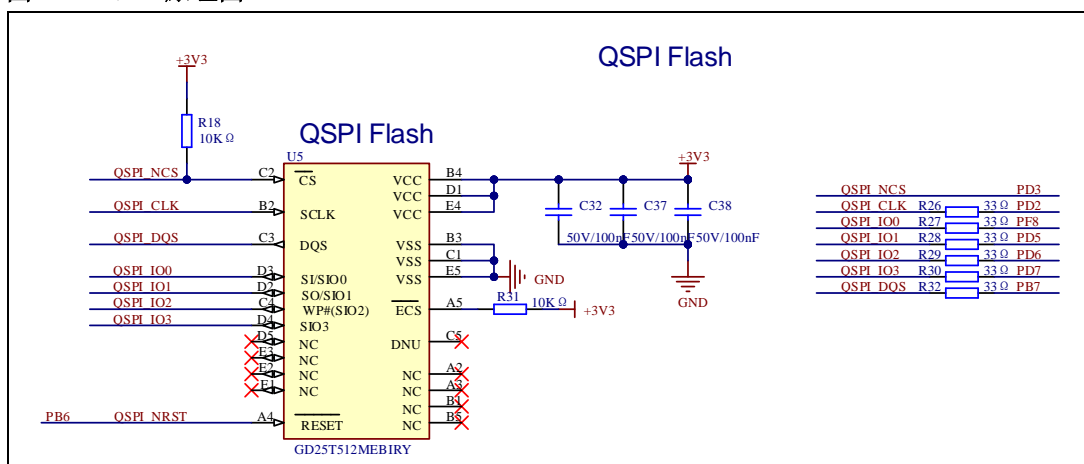 QSPI Flash
+3V3
R18
10KΩ
QSPI Flash
U5
+3V3
QSPI_NCS C2 CS VCC B4
VCC D1
QSPI_CLK B2 SCLK VCC E4
C32 C37 C38
50V/100nF 50V/100nF 50V/100nF
QSPI_DQS C3 DQS VSS B3
VSS C1
QSPI_IO0 D3 SI/SIO0 VSS E5 GND
GND
QSPI_IO1 D2 SO/SIO1
QSPI_IO2 C4 WP#(SIO2) ECS A5 R31 10KΩ +3V3
QSPI_IO3 D4 SIO3
D5 NC DNU C5
E3 NC
E2 NC NC A2
E1 NC NC A3
NC B1
PB6 QSPI_NRST A4 RESET NC B5
GD25T512MEBIRY
QSPI_NCS PD3
QSPI_CLK R26 33Ω PD2
QSPI_IO0 R27 33Ω PF8
QSPI_IO1 R28 33Ω PD5
QSPI_IO2 R29 33Ω PD6
QSPI_IO3 R30 33Ω PD7
QSPI_DQS R32 33Ω PB7